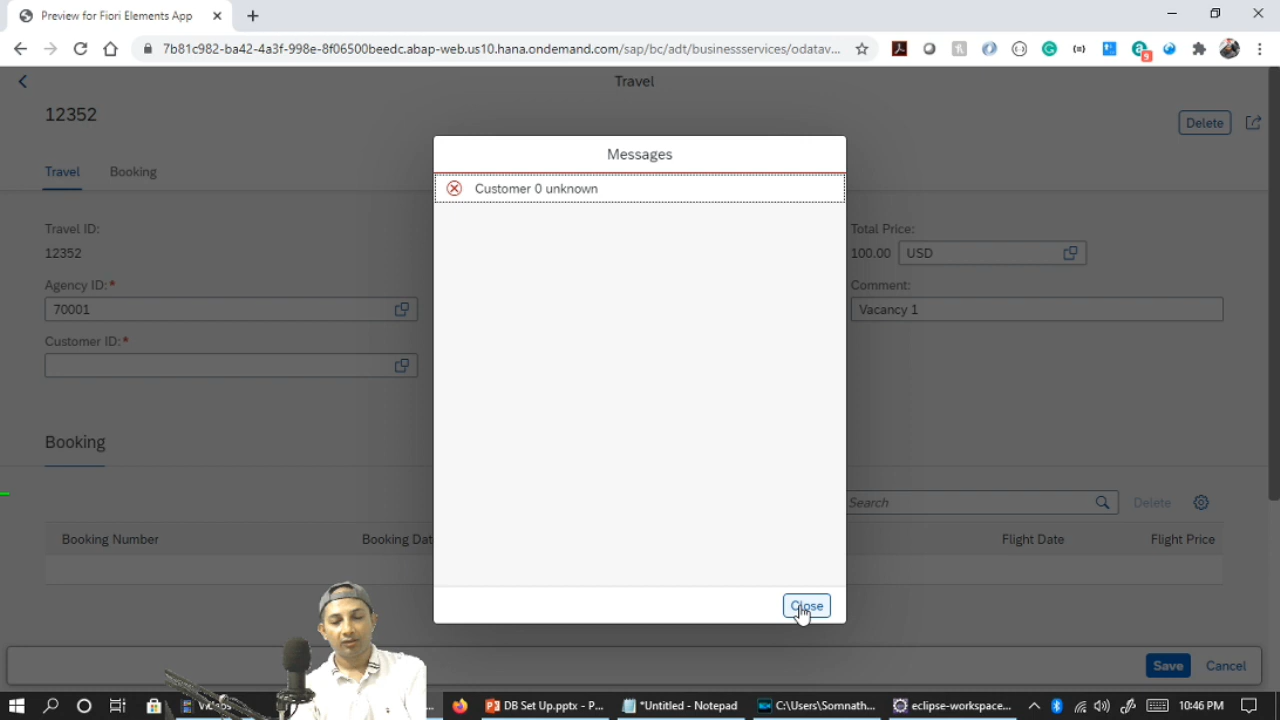 Preview for Fiori Elements App
7b81c982-ba42-4a3f-998e-8f06500beedc.abap-web.us10.hana.ondemand.com/sap/bc/adt/businessservices/odatav...
9
Travel
12352
Delete
Travel Booking
Messages
Customer 0 unknown
Travel ID:
12352
Total Price:
100.00 USD
Agency ID:*
70001
Comment:
Vacancy 1
Customer ID:*
Booking
Search Delete
Booking Number Booking Dat Flight Date Flight Price
Close
Save Cancel
DB Set Up.pptx - P...
*Untitled - Notepad
C:\Users\Somnath...
eclipse-workspace...
10:46 PM